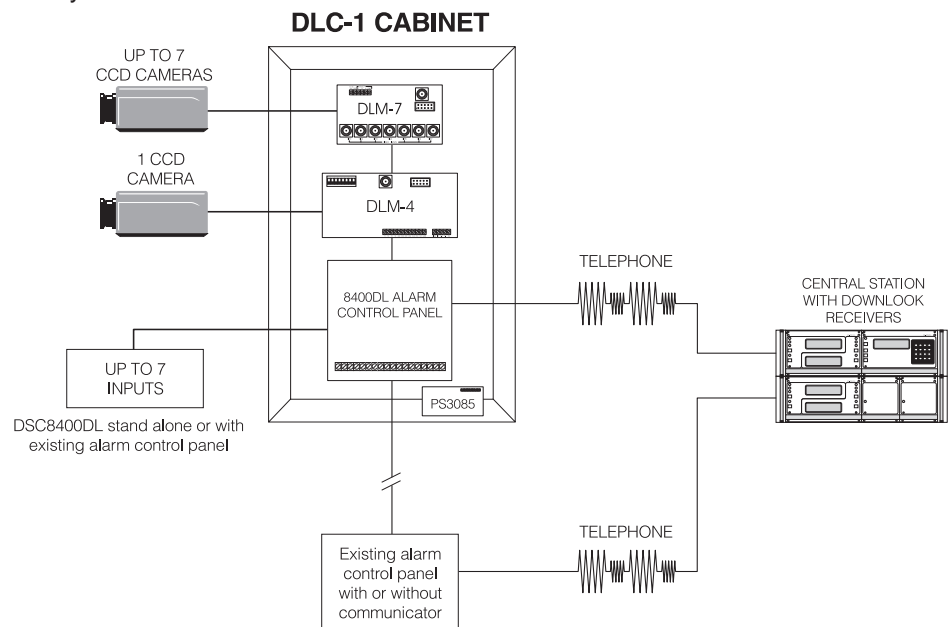 DLC-1 CABINET
UP TO 7
CCD CAMERAS
DLM-7
1 CCD
CAMERA
DLM-4
TELEPHONE
8400DL ALARM
CONTROL PANEL
CENTRAL STATION
WITH DOWNLOOK
RECEIVERS
UP TO 7
INPUTS
PS3085
DSC8400DL stand alone or with
existing alarm control panel
TELEPHONE
Existing alarm
control panel
with or without
communicator